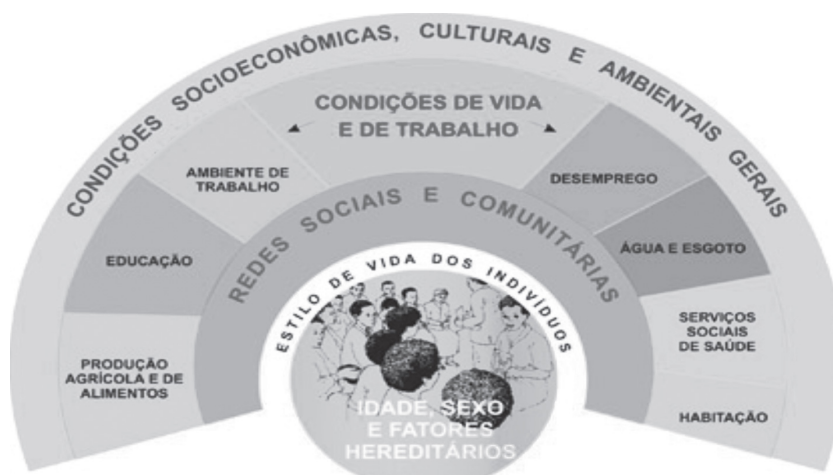 CONDIÇÕES SOCIOECONÔMICAS, CULTURAIS E AMBIENTAIS GERAIS
CONDIÇÕES DE VIDA
E DE TRABALHO
AMBIENTE DE
TRABALHO
DESEMPREGO
EDUCAÇÃO
ÁGUA E ESGOTO
PRODUÇÃO
AGRÍCOLA E DE
ALIMENTOS
SERVIÇOS
SOCIAIS
DE SAÚDE
HABITAÇÃO
REDES SOCIAIS E COMUNITÁRIAS
ESTILO DE VIDA DOS INDIVÍDUOS
IDADE, SEXO
E FATORES
HEREDITÁRIOS